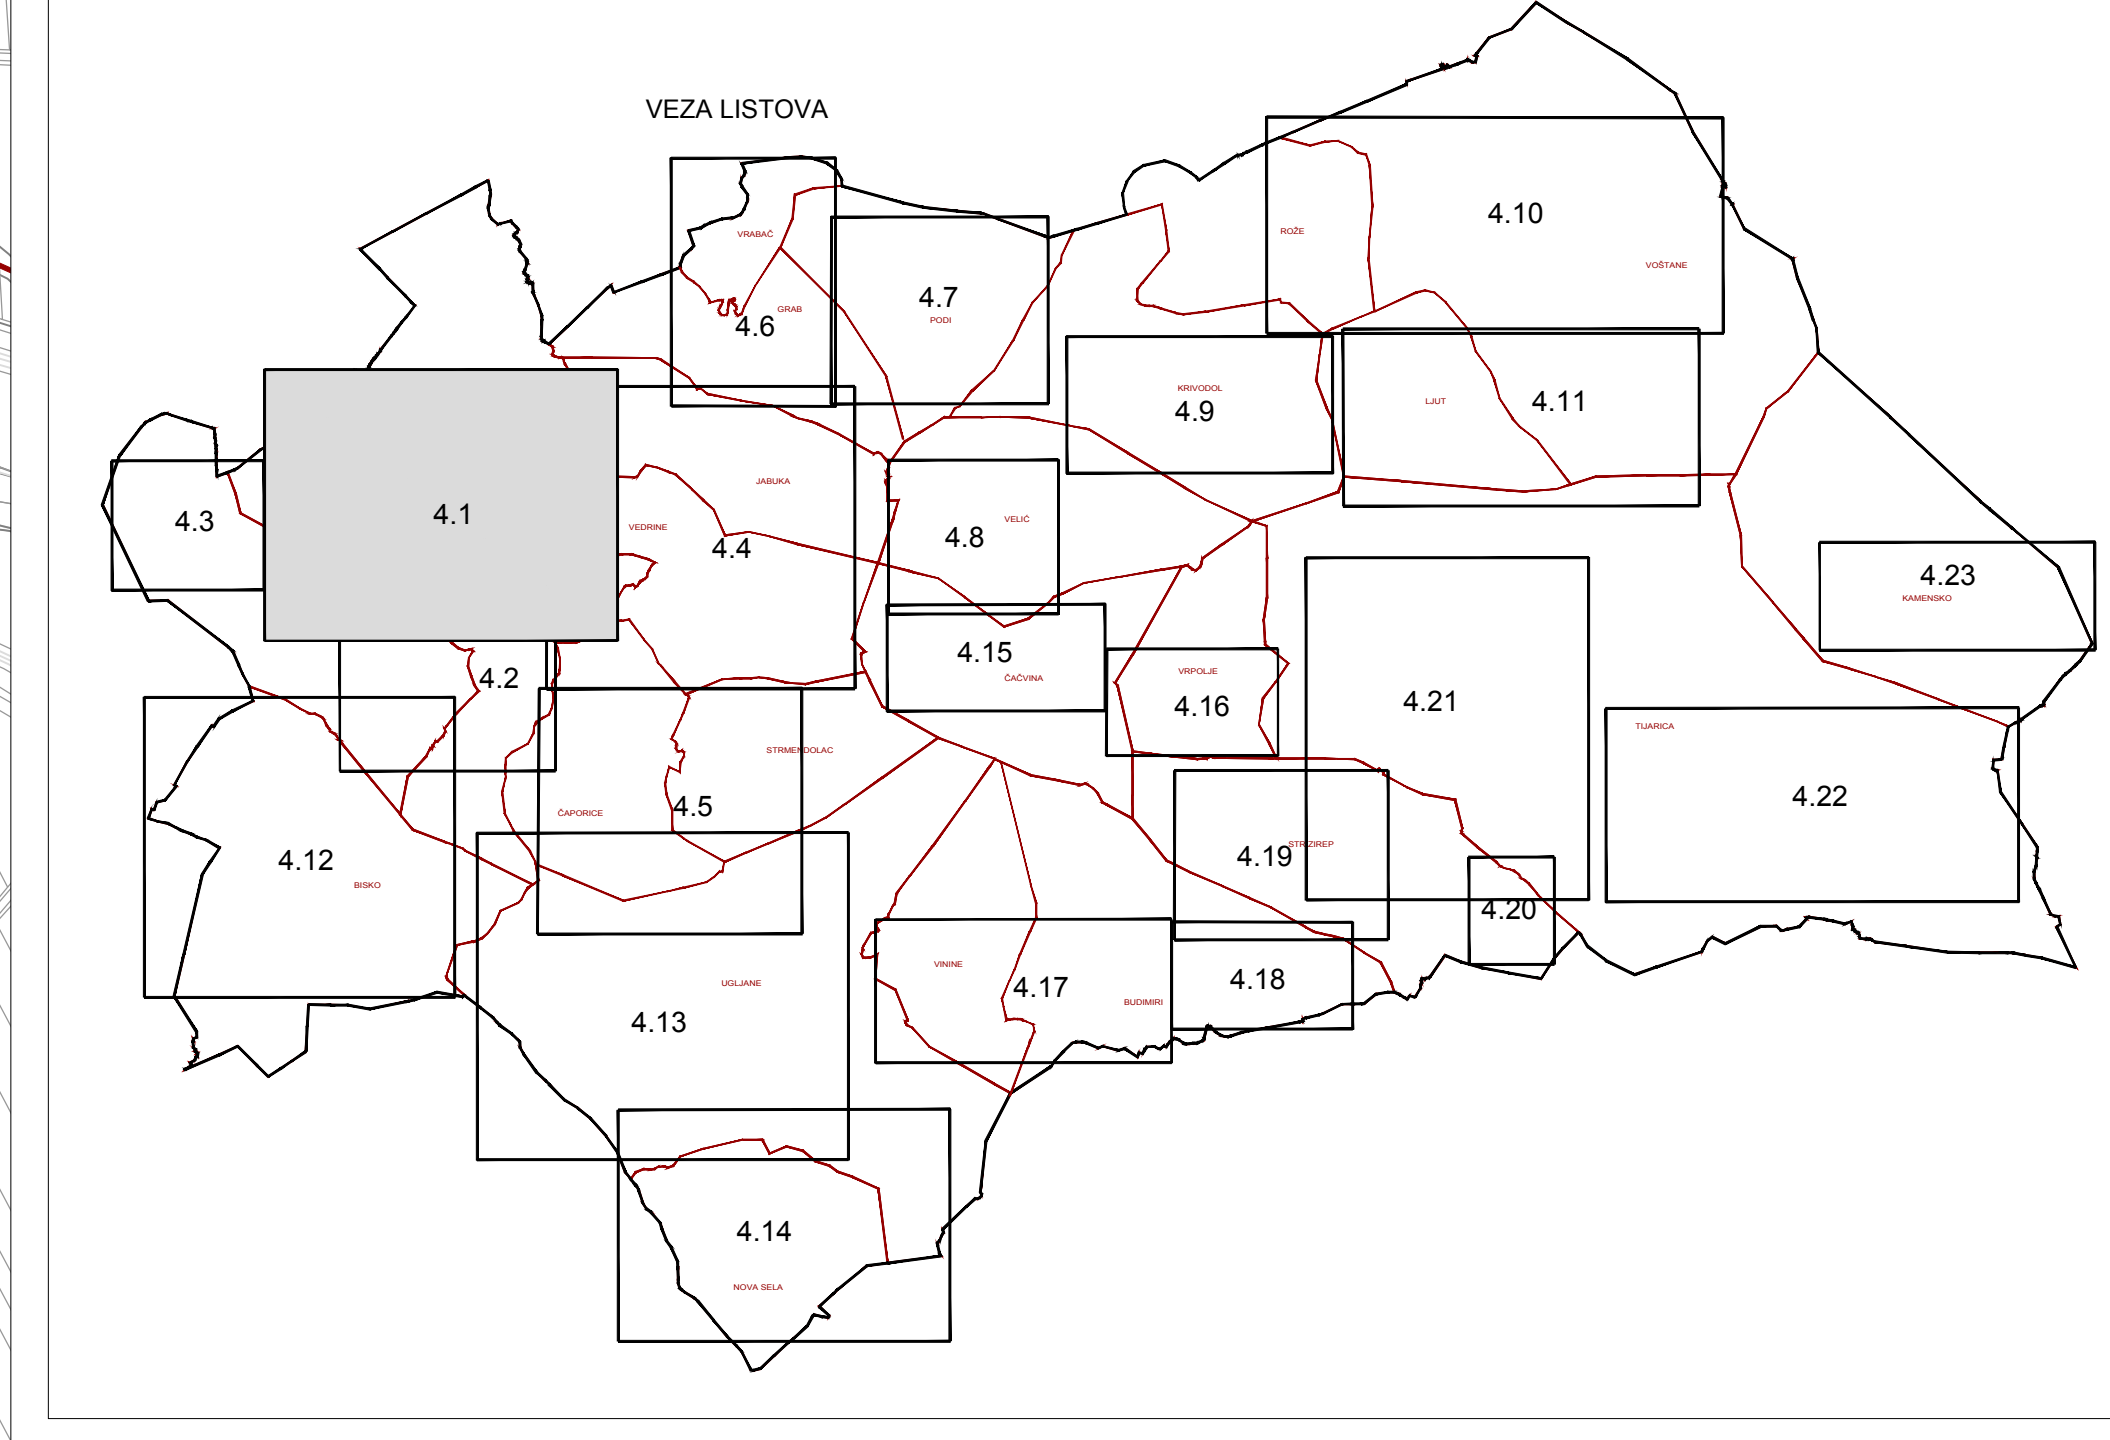 VEZA LISTOVA
4.10
VRABAČ
ROŽE
VOŠTANE
4.7
GRAB
PODI
4.6
KRIVODOL
4.9
LJUT
4.11
JABUKA
4.3
4.1
VEDRINE
VELIĆ
4.8
4.4
4.23
KAMENSKO
4.15
4.2
ČAČVINA
VRPOLJE
4.16
4.21
TIJARICA
STRMENDOLAC
4.22
4.5
ČAPORICE
STRIZIREP
4.19
4.12
BISKO
4.20
VININE
4.18
UGLJANE
4.17
BUDIMIRI
4.13
4.14
NOVA SELA